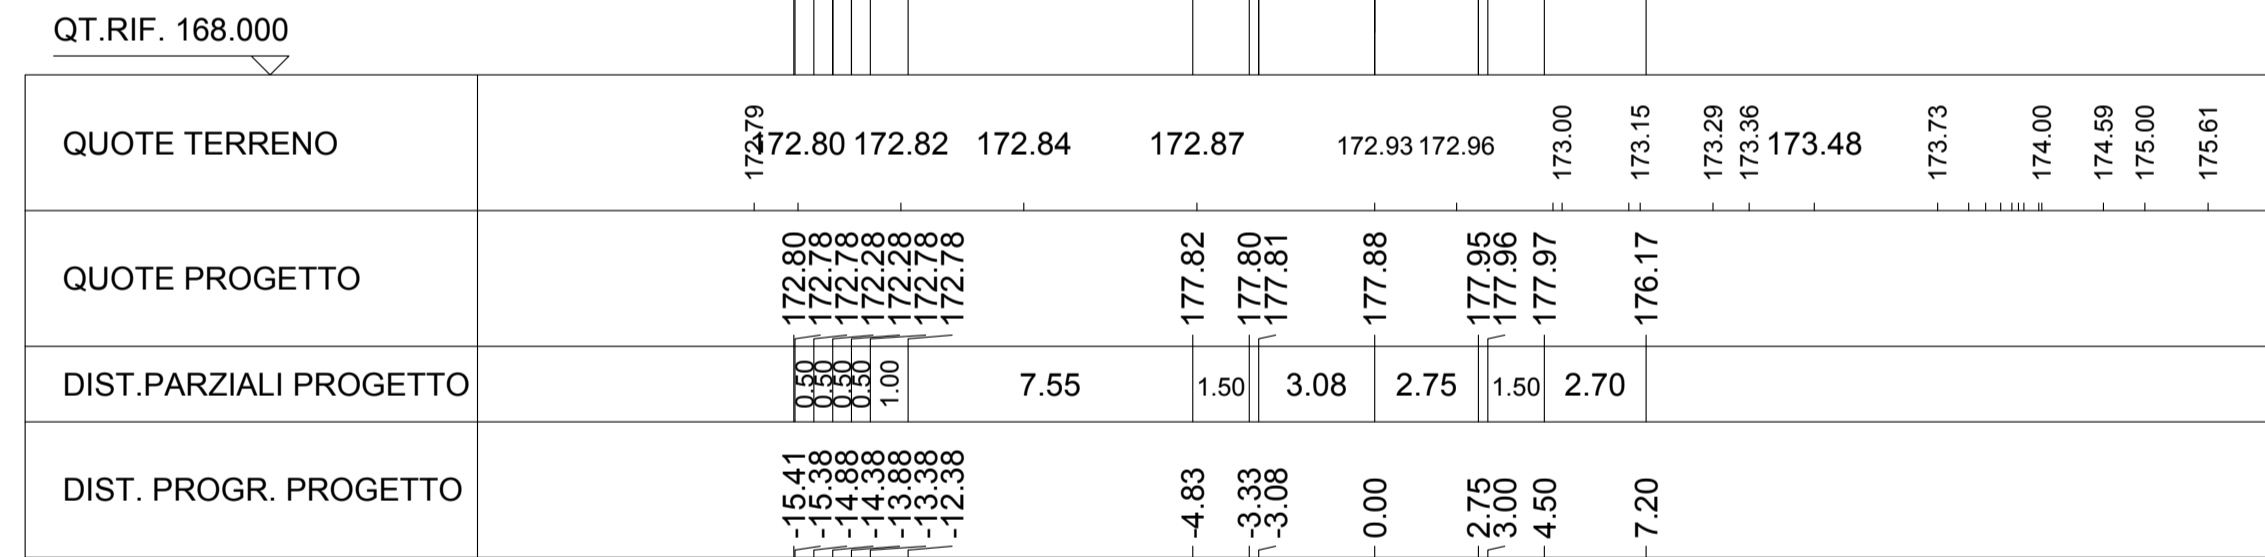 QT.RIF. 168.000
QUOTE TERRENO 172.79 172.80 172.82 172.84 172.87 172.93 172.96 173.00 173.15 173.29 173.36 173.48 173.73 174.00 174.59 175.00 175.61
QUOTE PROGETTO 172.80 172.78 172.78 172.28 172.28 172.78 172.78 177.82 177.80 177.81 177.88 177.95 177.96 177.97 176.17
DIST.PARZIALI PROGETTO 0.50 0.50 0.50 0.50 1.00 7.55 1.50 3.08 2.75 1.50 2.70
DIST. PROGR. PROGETTO -15.41 -15.38 -14.88 -14.38 -13.88 -13.38 -12.38 -4.83 -3.33 -3.08 0.00 2.75 3.00 4.50 7.20